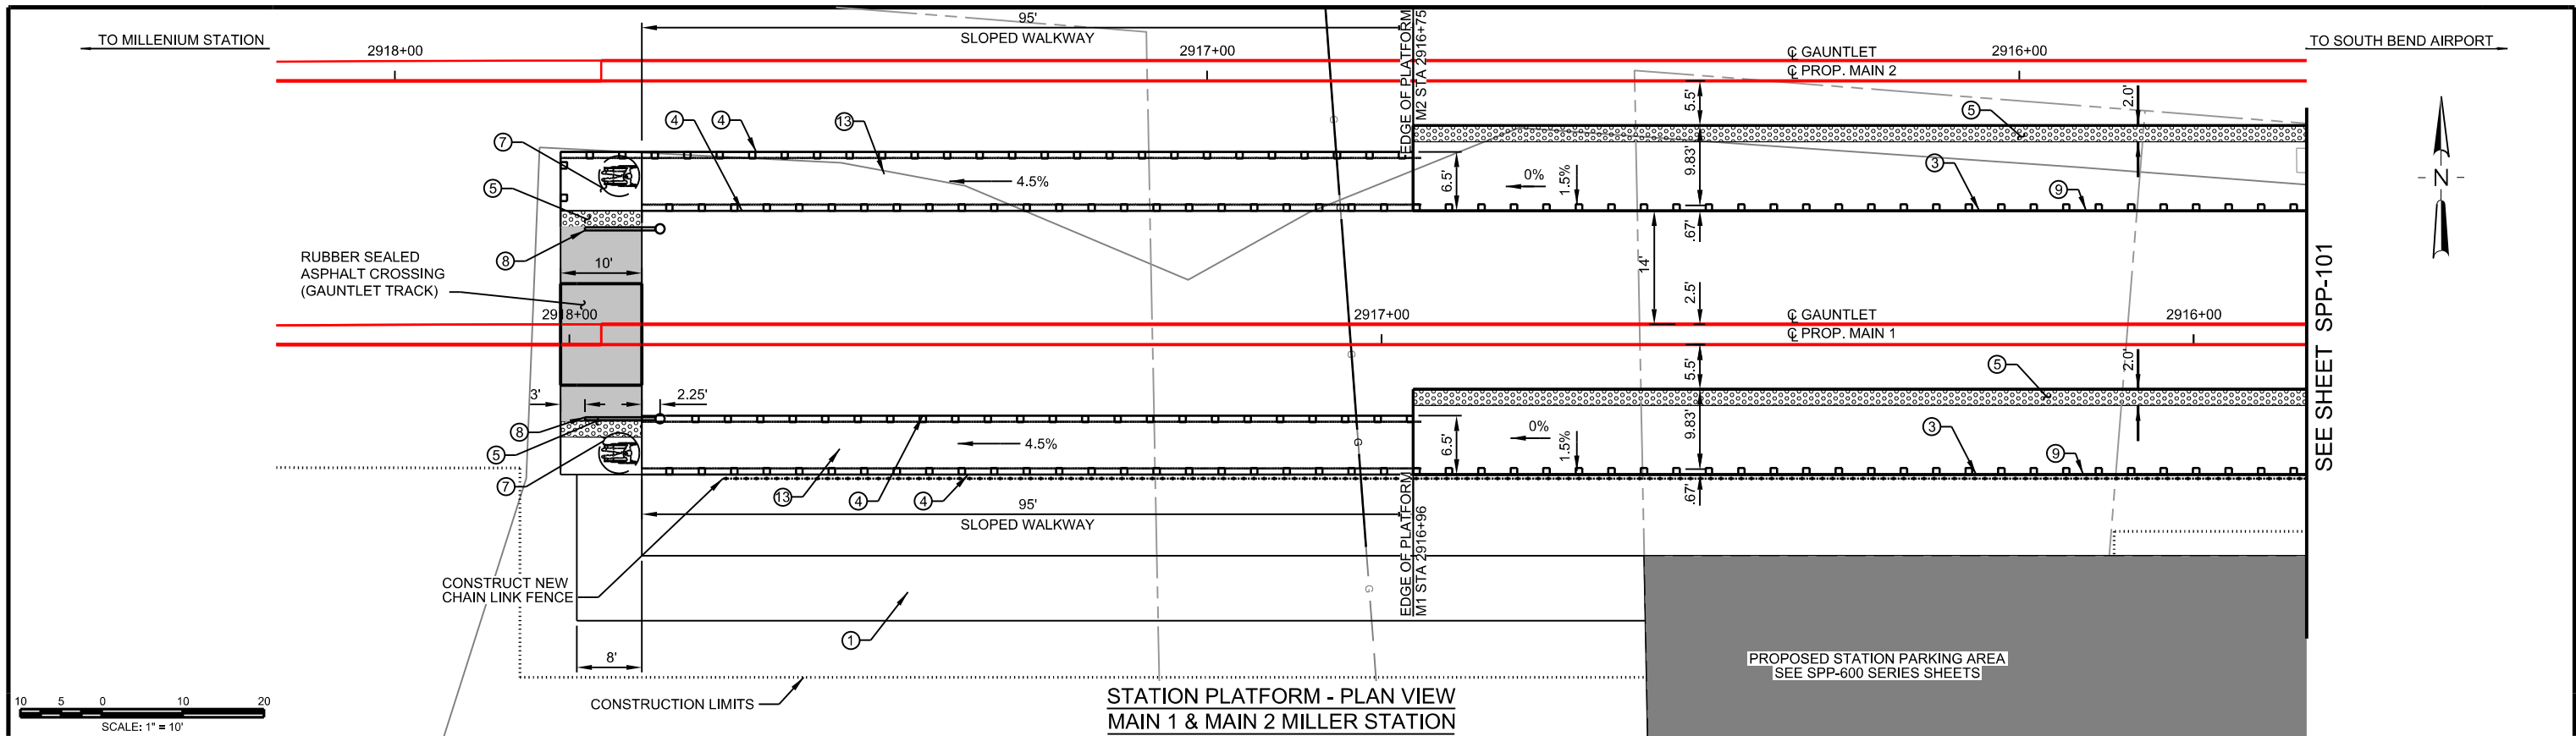 95'
SLOPED WALKWAY
TO MILLENIUM STATION
TO SOUTH BEND AIRPORT
2918+00
2917+00
2916+00
℄ GAUNTLET
℄ PROP. MAIN 2
EDGE OF PLATFORM
M2 STA 2916+75
5.5'
2.0'
5
4
4
13
7
5
9.83'
3
9
4.5%
6.5'
0%
1.5%
N
.67'
8
RUBBER SEALED
ASPHALT CROSSING
(GAUNTLET TRACK)
10'
14'
2.5'
G
2918+00
2917+00
2916+00
℄ GAUNTLET
℄ PROP. MAIN 1
G
5.5'
2.0'
5
3'
2.25'
8
5
7
9.83'
3
9
4.5%
6.5'
0%
1.5%
G
.67'
13
4
4
95'
SLOPED WALKWAY
EDGE OF PLATFORM
M1 STA 2916+96
SEE SHEET SPP-101
CONSTRUCT NEW
CHAIN LINK FENCE
G
1
8'
PROPOSED STATION PARKING AREA
SEE SPP-600 SERIES SHEETS
CONSTRUCTION LIMITS
STATION PLATFORM - PLAN VIEW
MAIN 1 & MAIN 2 MILLER STATION
10 5 0 10 20
SCALE: 1" = 10'